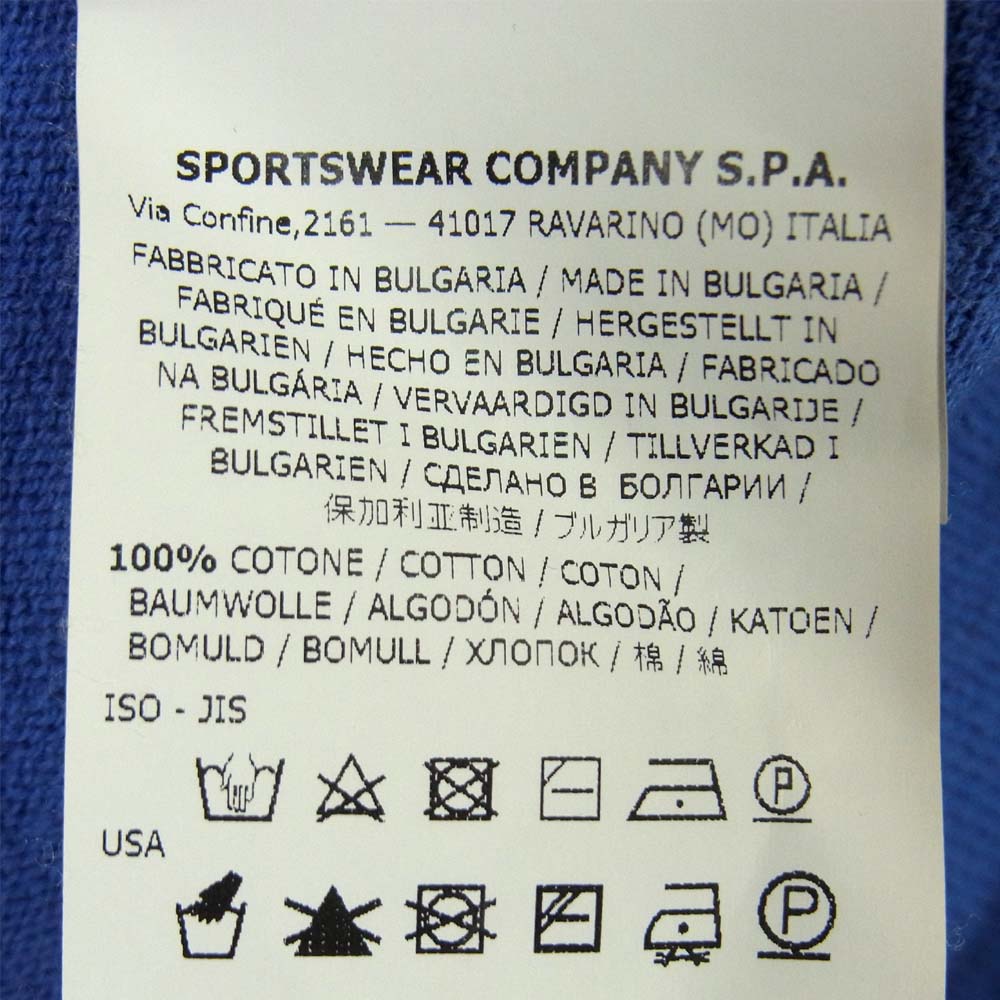 SPORTSWEAR COMPANY S.P.A.
Via Confine,2161 — 41017 RAVARINO (MO) ITALIA
FABBRICATO IN BULGARIA / MADE IN BULGARIA /
FABRIQUÉ EN BULGARIE / HERGESTELLT IN
BULGARIEN / HECHO EN BULGARIA / FABRICADO
NA BULGÁRIA / VERVAARDIGD IN BULGARIJE /
FREMSTILLET I BULGARIEN / TILLVERKAD I
BULGARIEN / СДЕЛАНО В БОЛГАРИИ /
保加利亚制造 / ブルガリア製
100% COTONE / COTTON / COTON /
BAUMWOLLE / ALGODÓN / ALGODÃO / KATOEN /
BOMULD / BOMULL / ХЛОПОК / 棉 / 綿
ISO - JIS
P
USA
P